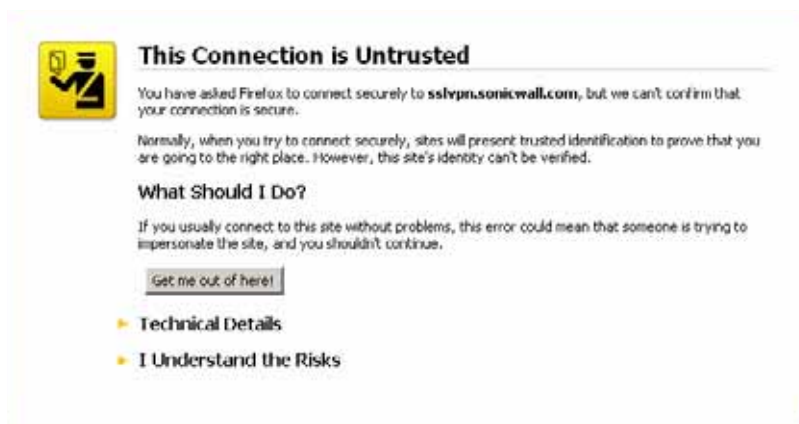 This Connection is Untrusted
You have asked Firefox to connect securely to sslvpn.sonicwall.com, but we can't confirm that
your connection is secure.
Normally, when you try to connect securely, sites will present trusted identification to prove that you
are going to the right place. However, this site's identity can't be verified.
What Should I Do?
If you usually connect to this site without problems, this error could mean that someone is trying to
impersonate the site, and you shouldn't continue.
Get me out of here!
Technical Details
I Understand the Risks